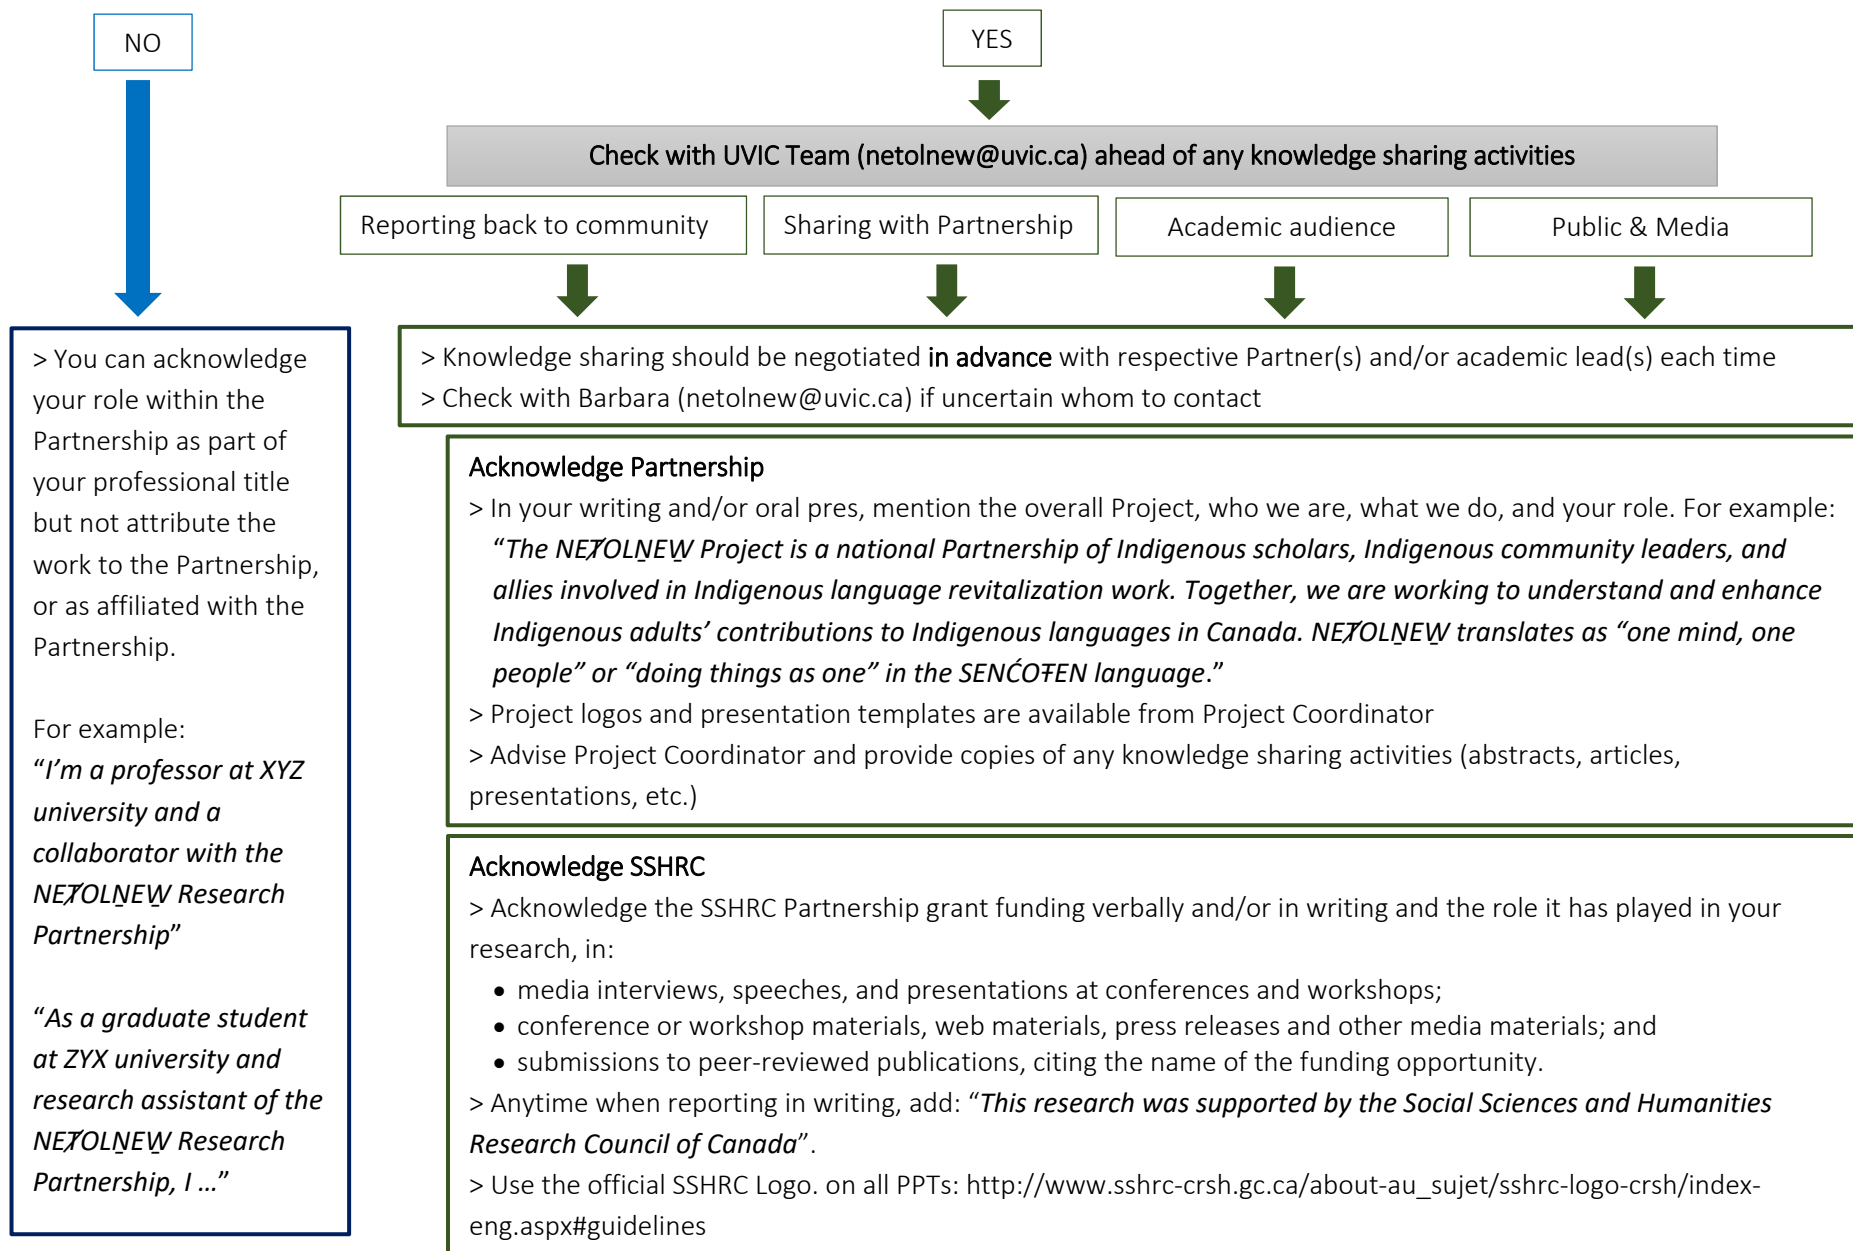 NO
YES
Check with UVIC Team (netolnew@uvic.ca) ahead of any knowledge sharing activities
Reporting back to community
Sharing with Partnership
Academic audience
Public & Media
> You can acknowledge
your role within the
Partnership as part of
your professional title
but not attribute the
work to the Partnership,
or as affiliated with the
Partnership.
For example:
“I’m a professor at XYZ
university and a
collaborator with the
NEȾOLṈEW̱ Research
Partnership”
“As a graduate student
at ZYX university and
research assistant of the
NEȾOLṈEW̱ Research
Partnership, I …”
> Knowledge sharing should be negotiated in advance with respective Partner(s) and/or academic lead(s) each time
> Check with Barbara (netolnew@uvic.ca) if uncertain whom to contact
Acknowledge Partnership
> In your writing and/or oral pres, mention the overall Project, who we are, what we do, and your role. For example:
“The NEȾOLṈEW̱ Project is a national Partnership of Indigenous scholars, Indigenous community leaders, and
allies involved in Indigenous language revitalization work. Together, we are working to understand and enhance
Indigenous adults’ contributions to Indigenous languages in Canada. NEȾOLṈEW̱ translates as “one mind, one
people” or “doing things as one” in the SENĆOŦEN language.”
> Project logos and presentation templates are available from Project Coordinator
> Advise Project Coordinator and provide copies of any knowledge sharing activities (abstracts, articles,
presentations, etc.)
Acknowledge SSHRC
> Acknowledge the SSHRC Partnership grant funding verbally and/or in writing and the role it has played in your
research, in:
• media interviews, speeches, and presentations at conferences and workshops;
• conference or workshop materials, web materials, press releases and other media materials; and
• submissions to peer-reviewed publications, citing the name of the funding opportunity.
> Anytime when reporting in writing, add: “This research was supported by the Social Sciences and Humanities
Research Council of Canada”.
> Use the official SSHRC Logo. on all PPTs: http://www.sshrc-crsh.gc.ca/about-au_sujet/sshrc-logo-crsh/index-
eng.aspx#guidelines